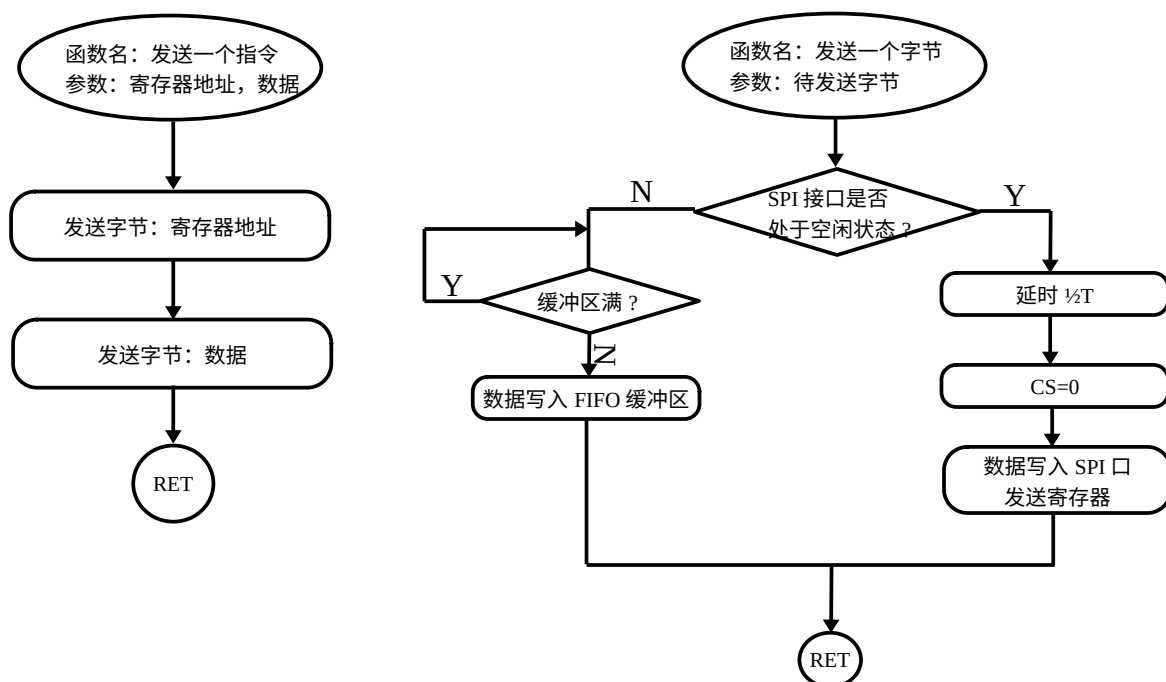 函数名：发送一个指令
参数：寄存器地址，数据
发送字节：寄存器地址
发送字节：数据
RET
函数名：发送一个字节
参数：待发送字节
SPI 接口是否
处于空闲状态 ?
N
Y
缓冲区满 ?
Y
N
数据写入 FIFO 缓冲区
延时 ½T
CS=0
数据写入 SPI 口
发送寄存器
RET